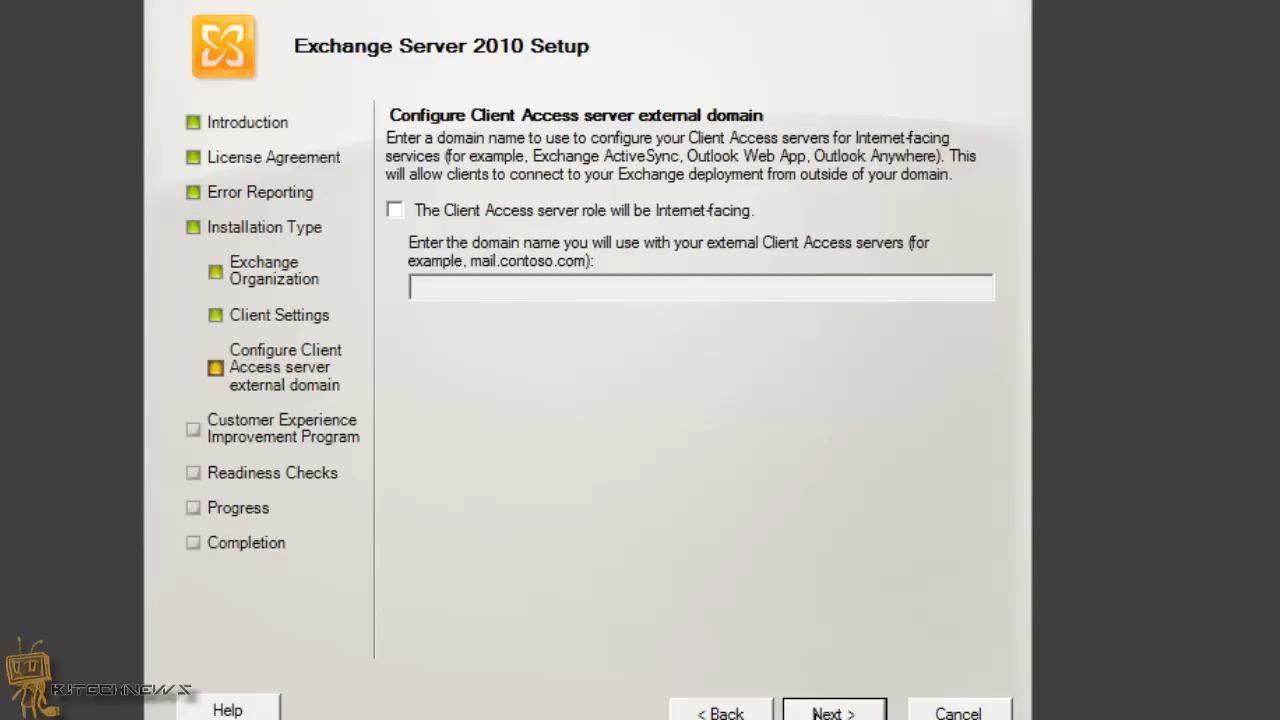 Exchange Server 2010 Setup
Introduction
License Agreement
Error Reporting
Installation Type
Exchange
Organization
Client Settings
Configure Client
Access server
external domain
Customer Experience
Improvement Program
Readiness Checks
Progress
Completion
Configure Client Access server external domain
Enter a domain name to use to configure your Client Access servers for Internet-facing
services (for example, Exchange ActiveSync, Outlook Web App, Outlook Anywhere). This
will allow clients to connect to your Exchange deployment from outside of your domain.
The Client Access server role will be Internet-facing.
Enter the domain name you will use with your external Client Access servers (for
example, mail.contoso.com):
Help
< Back
Next >
Cancel